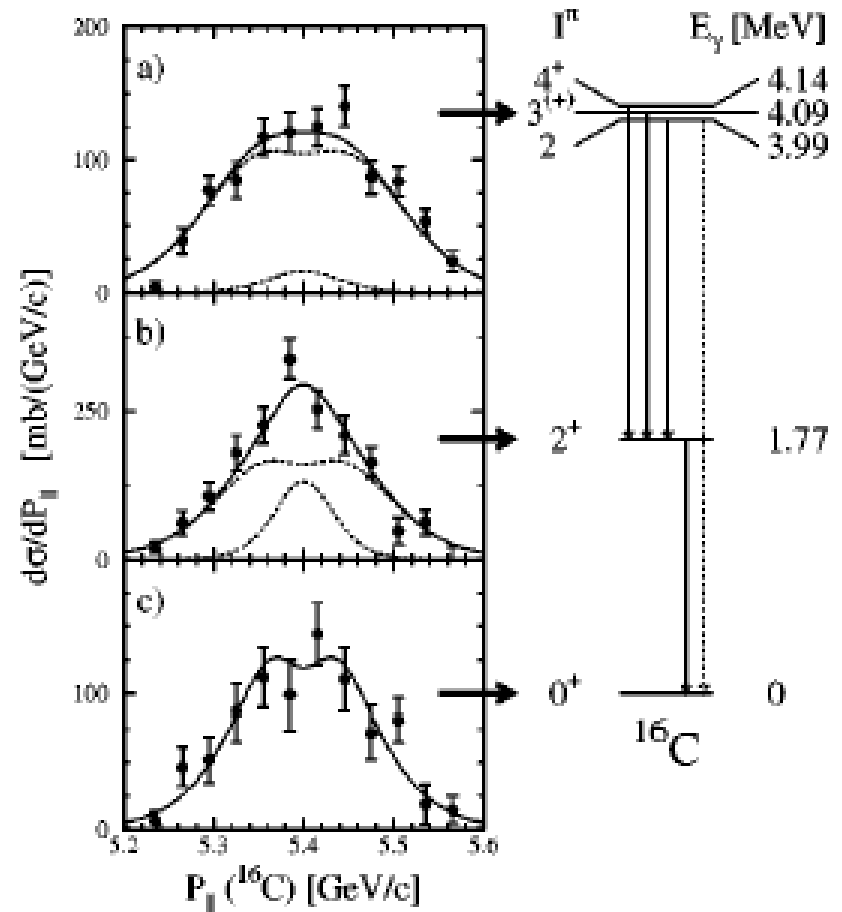 200
a)
100
0
b)
250
0
c)
100
0
5.2 5.3 5.4 5.5 5.6
P∥ (¹⁶C) [GeV/c]
dσ/dP∥ [mb/(GeV/c)]
Iπ Eγ [MeV]
4⁺ 4.14
3⁽⁺⁾ 4.09
2 3.99
2⁺ 1.77
0⁺ 0
¹⁶C